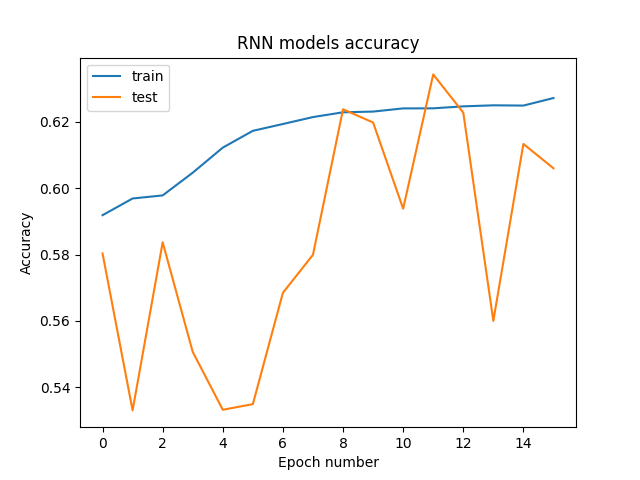 RNN models accuracy
train
test
Accuracy
0.62
0.60
0.58
0.56
0.54
0 2 4 6 8 10 12 14
Epoch number